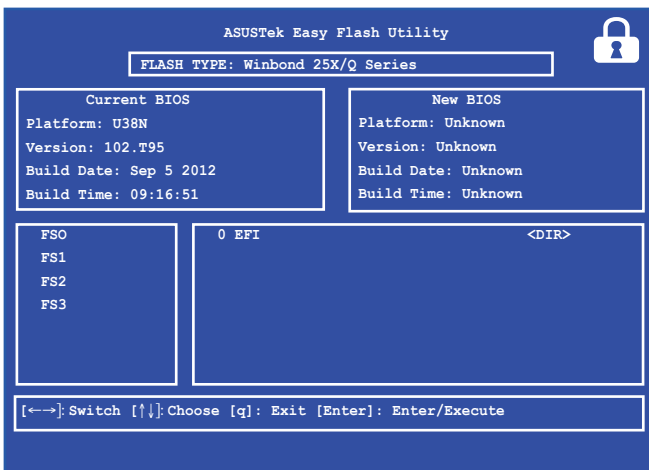 ASUSTek Easy Flash Utility
FLASH TYPE: Winbond 25X/Q Series
Current BIOS
Platform: U38N
Version: 102.T95
Build Date: Sep 5 2012
Build Time: 09:16:51
New BIOS
Platform: Unknown
Version: Unknown
Build Date: Unknown
Build Time: Unknown
FSO
FS1
FS2
FS3
0 EFI <DIR>
[←→]: Switch [↑↓]: Choose [q]: Exit [Enter]: Enter/Execute